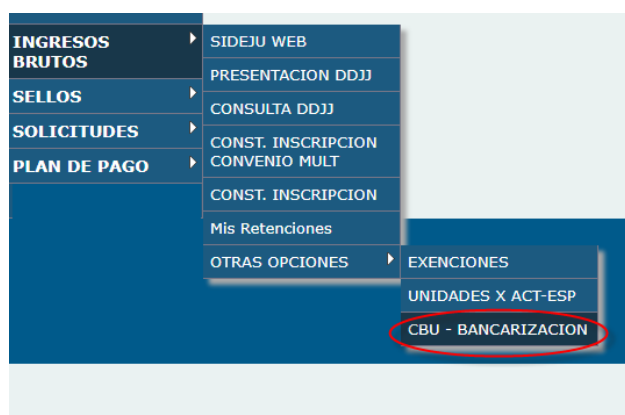 INGRESOS
BRUTOS
SELLOS
SOLICITUDES
PLAN DE PAGO
SIDEJU WEB
PRESENTACION DDJJ
CONSULTA DDJJ
CONST. INSCRIPCION
CONVENIO MULT
CONST. INSCRIPCION
Mis Retenciones
OTRAS OPCIONES
EXENCIONES
UNIDADES X ACT-ESP
CBU - BANCARIZACION